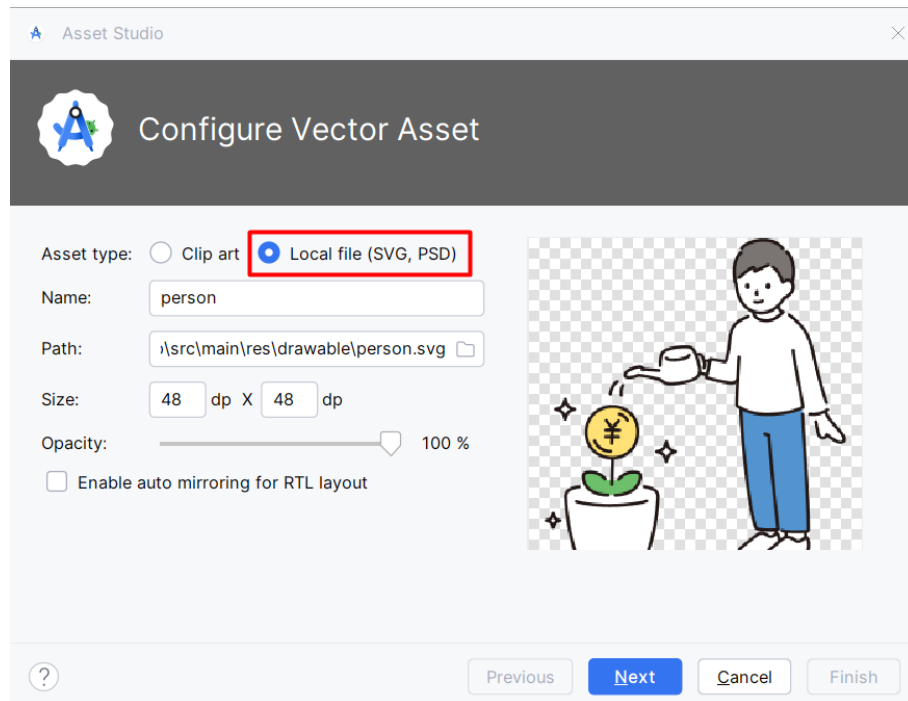 Asset Studio
Configure Vector Asset
Asset type: Clip art Local file (SVG, PSD)
Name: person
Path: \src\main\res\drawable\person.svg
Size: 48 dp X 48 dp
Opacity: 100 %
Enable auto mirroring for RTL layout
¥
? Previous Next Cancel Finish